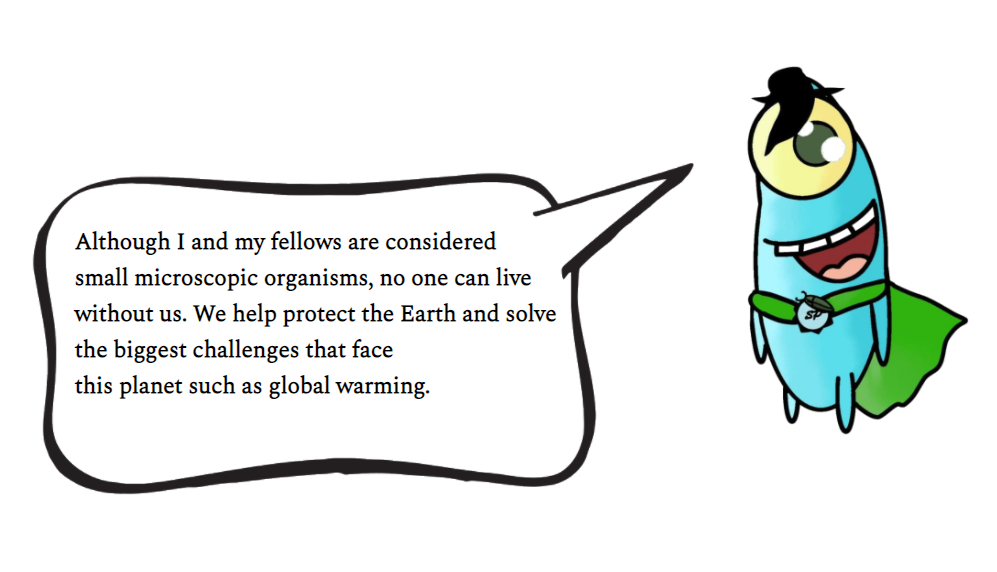 Although I and my fellows are considered
small microscopic organisms, no one can live
without us. We help protect the Earth and solve
the biggest challenges that face
this planet such as global warming.
SP